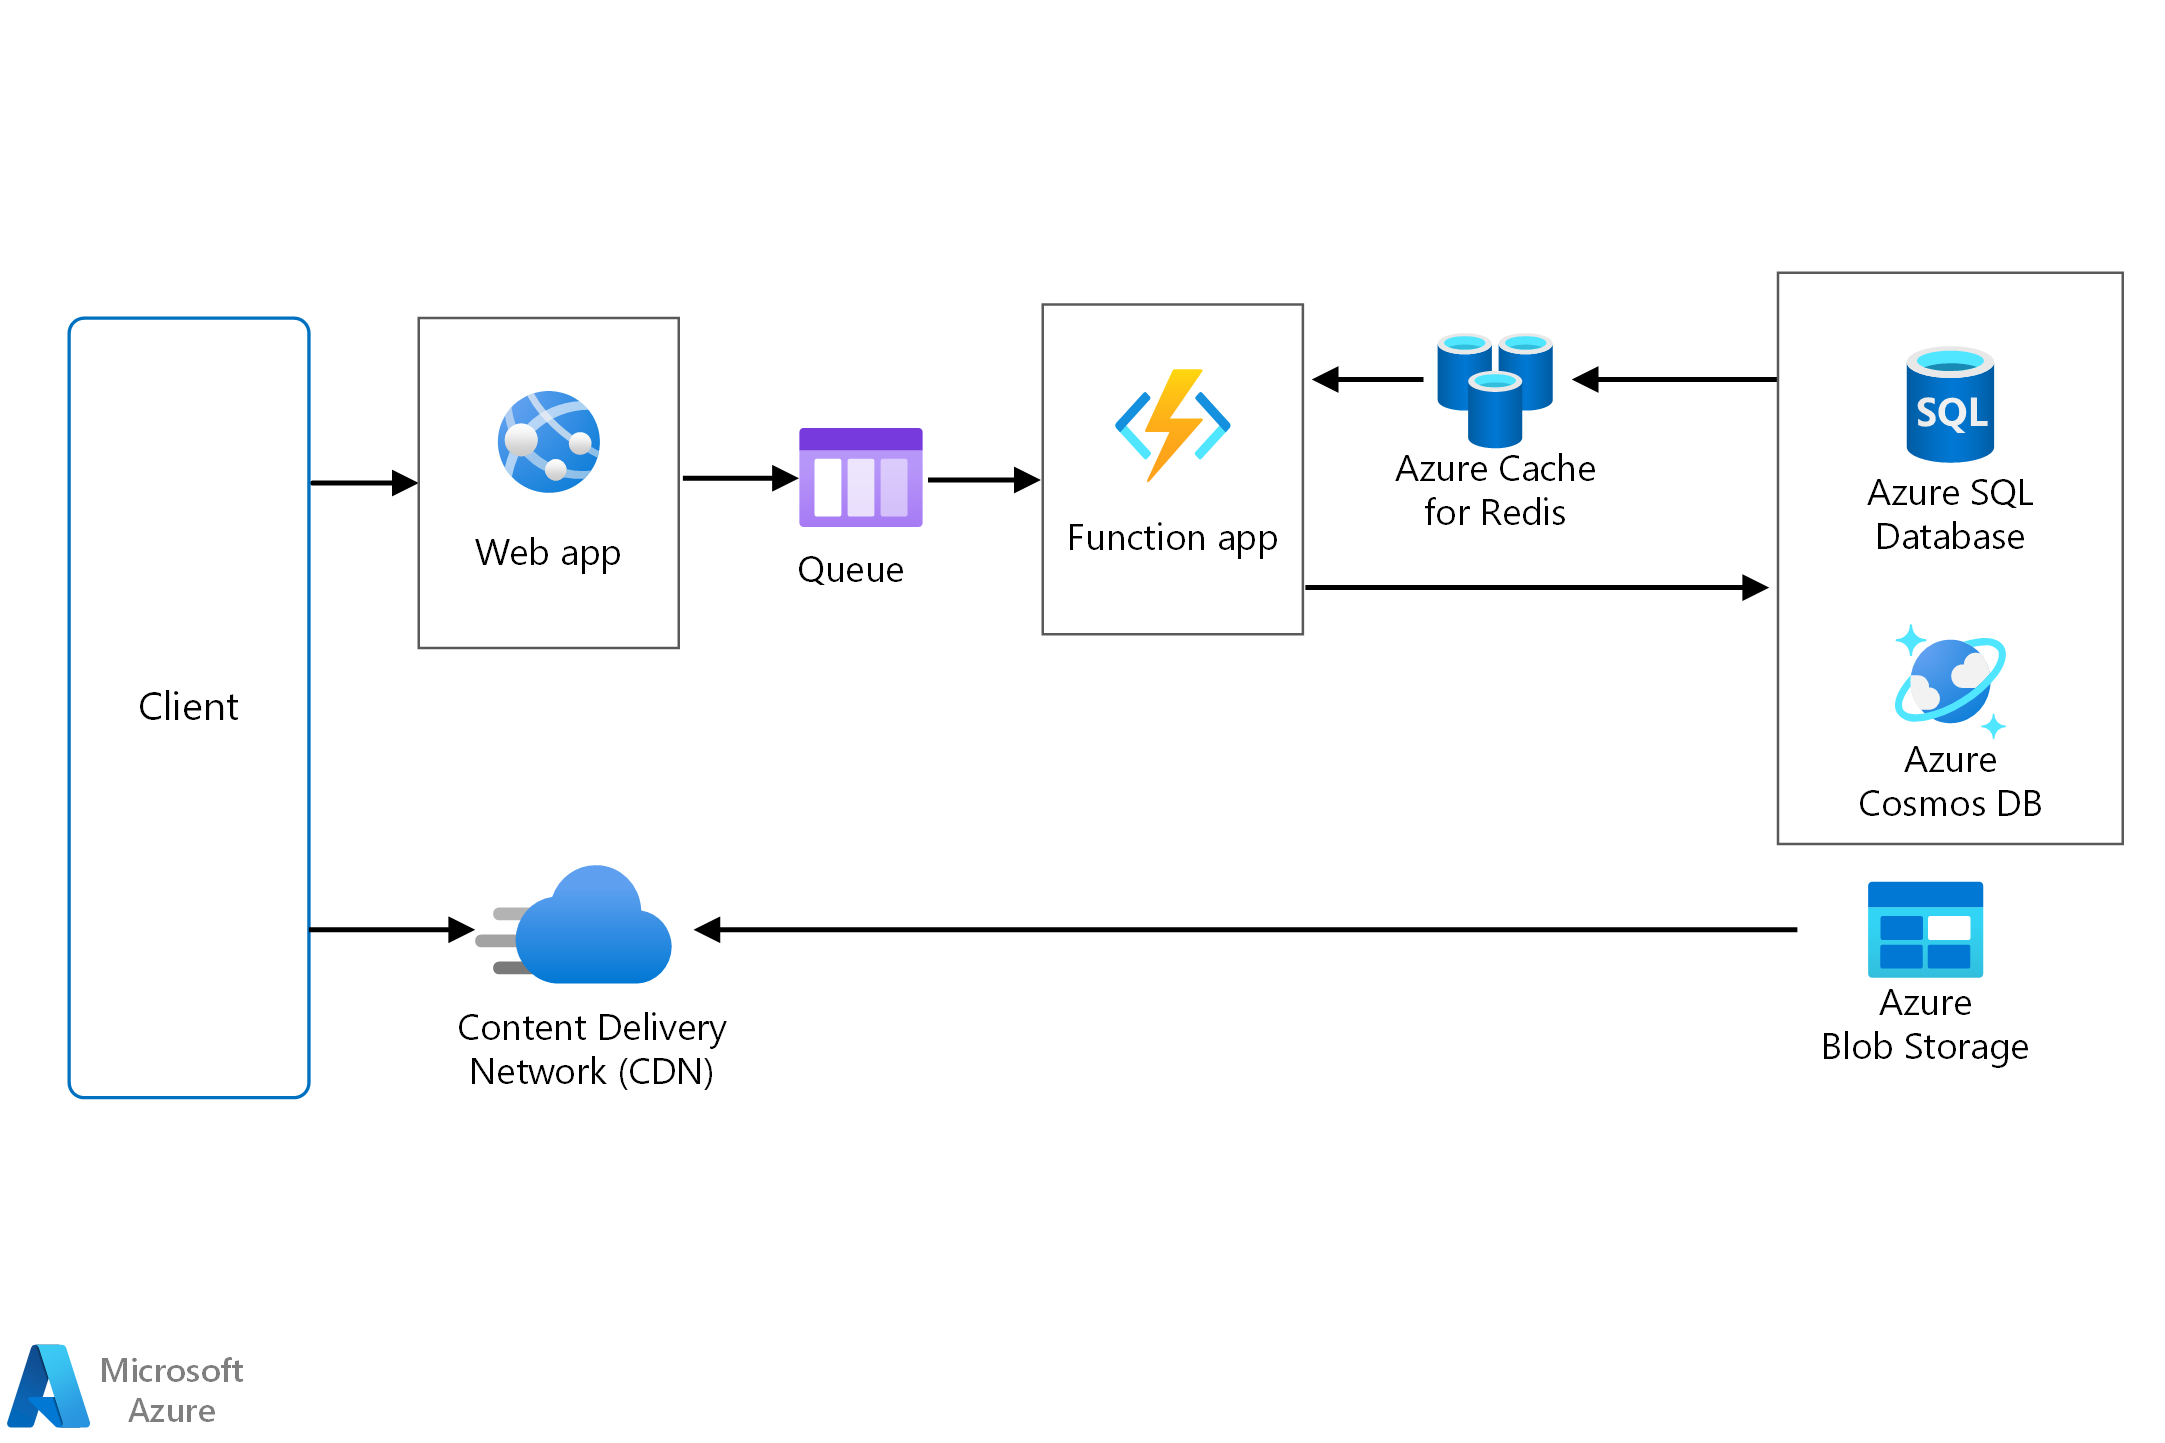 Client
Web app
Queue
Function app
Azure Cache
for Redis
SQL
Azure SQL
Database
Azure
Cosmos DB
Content Delivery
Network (CDN)
Azure
Blob Storage
Microsoft
Azure